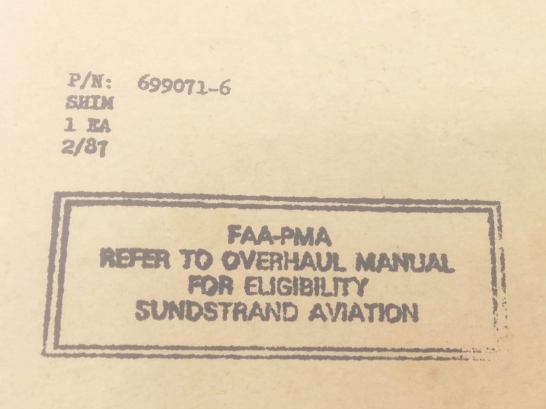 P/N: 699071-6
SHIM
1 EA
2/87
FAA-PMA
REFER TO OVERHAUL MANUAL
FOR ELIGIBILITY
SUNDSTRAND AVIATION